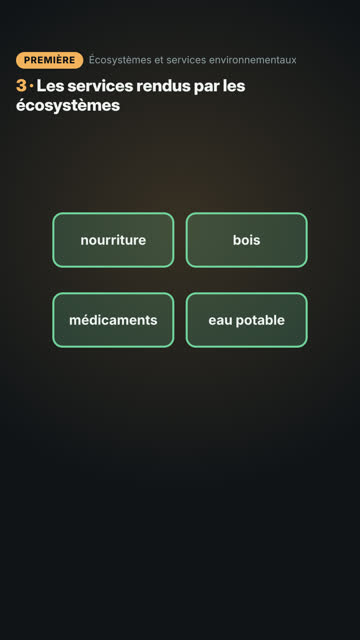 PREMIÈRE Écosystèmes et services environnementaux
3 · Les services rendus par les
écosystèmes
nourriture bois
médicaments eau potable